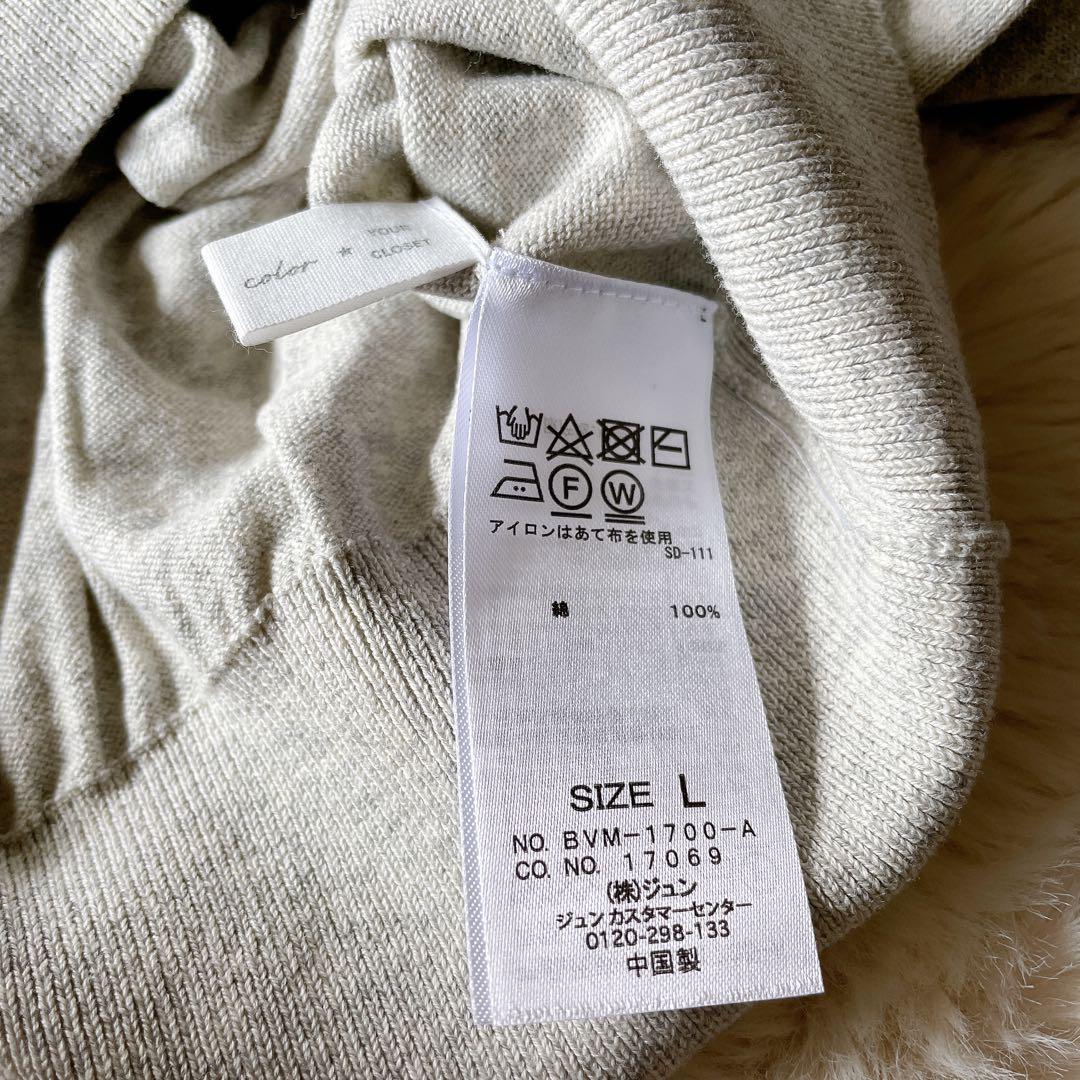 color * YOUR
CLOSET
F W
アイロンはあて布を使用
SD-111
綿 100%
SIZE L
NO. BVM-1700-A
CO. NO. 17069
(株)ジュン
ジュン カスタマーセンター
0120-298-133
中国製